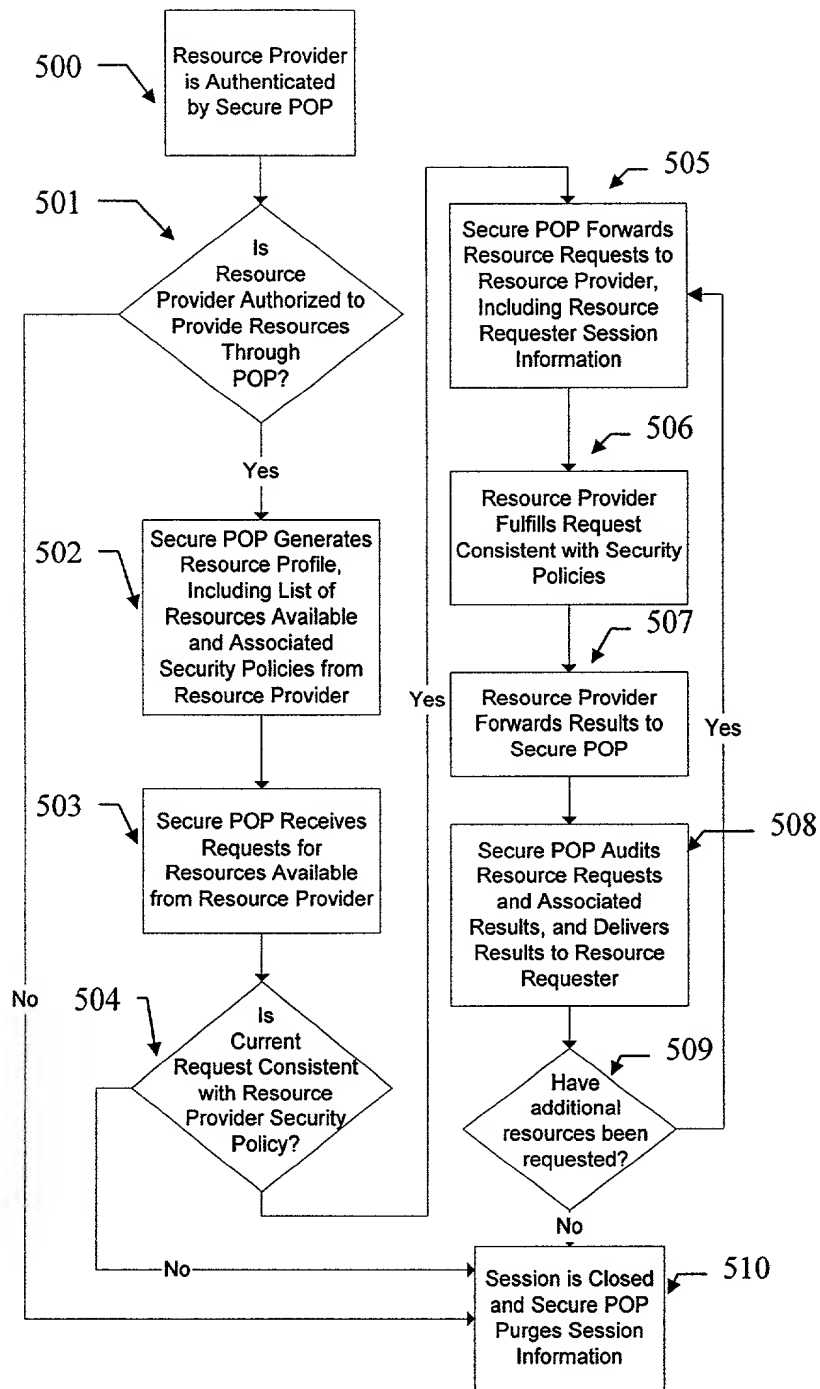 500
Resource Provider
is Authenticated
by Secure POP
501
Is
Resource
Provider Authorized to
Provide Resources
Through
POP?
Yes
502
Secure POP Generates
Resource Profile,
Including List of
Resources Available
and Associated
Security Policies from
Resource Provider
503
Secure POP Receives
Requests for
Resources Available
from Resource Provider
No
504
Is
Current
Request Consistent
with Resource
Provider Security
Policy?
No
Yes
505
Secure POP Forwards
Resource Requests to
Resource Provider,
Including Resource
Requester Session
Information
506
Resource Provider
Fulfills Request
Consistent with Security
Policies
507
Resource Provider
Forwards Results to
Secure POP
Yes
508
Secure POP Audits
Resource Requests
and Associated
Results, and Delivers
Results to Resource
Requester
509
Have
additional
resources been
requested?
No
510
Session is Closed
and Secure POP
Purges Session
Information